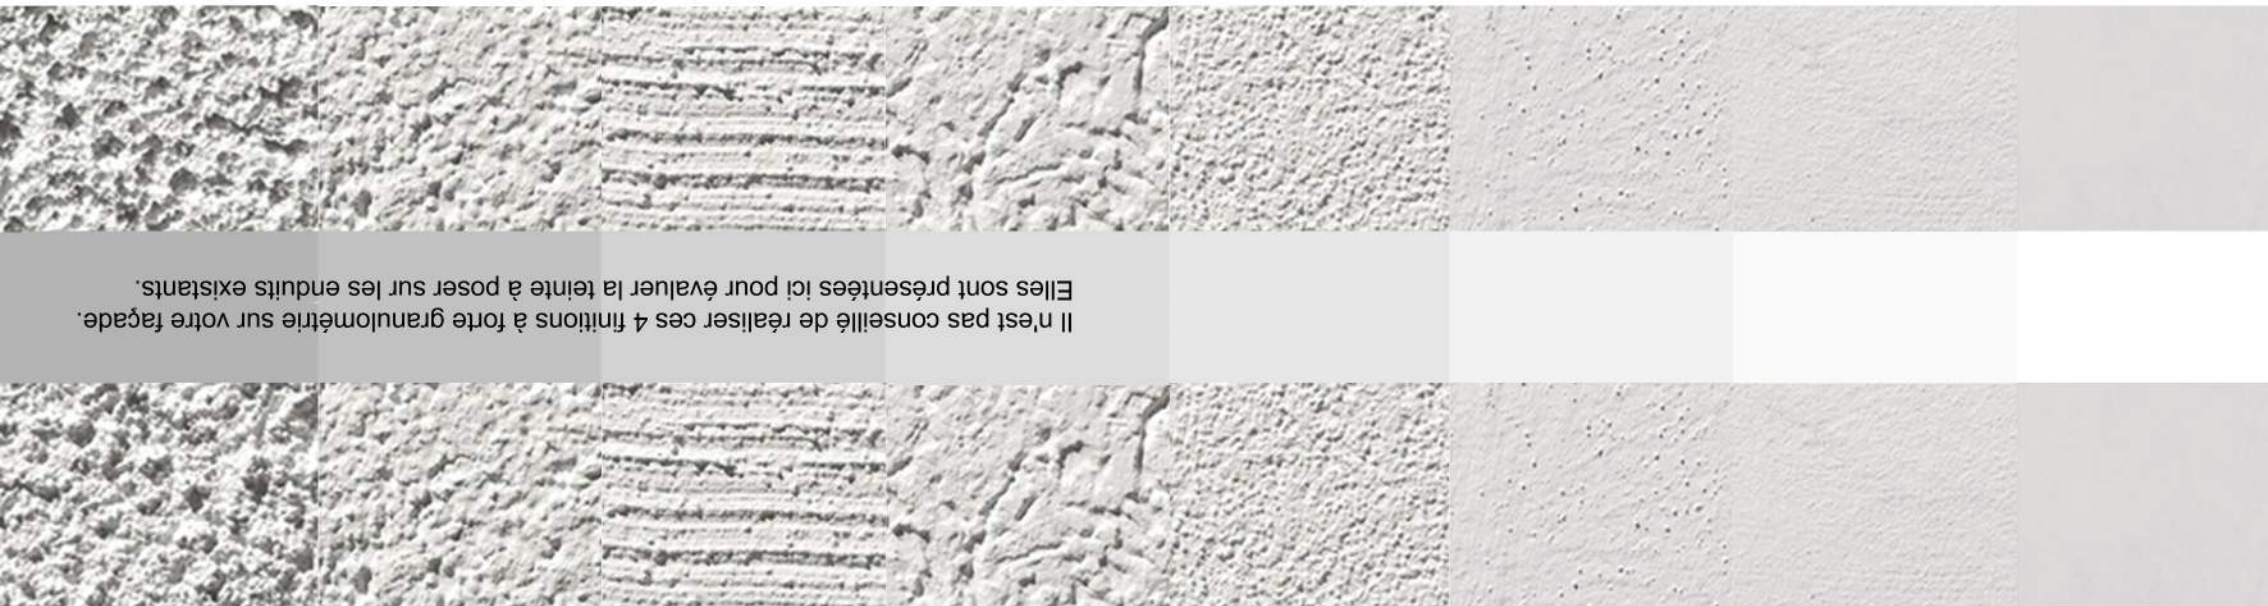 Il n'est pas conseillé de réaliser ces 4 finitions à forte granulométrie sur votre façade.
Elles sont présentées ici pour évaluer la teinte à poser sur les enduits existants.